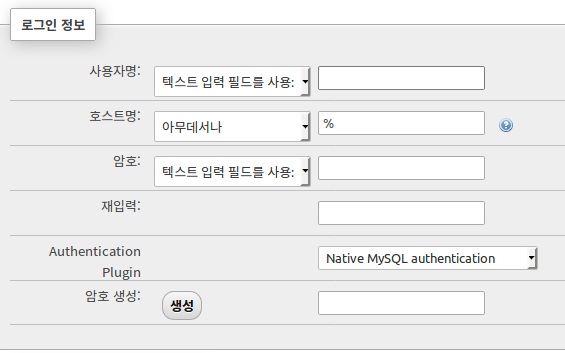 로그인 정보
사용자명: 텍스트 입력 필드를 사용:
호스트명: 아무데서나 %
암호: 텍스트 입력 필드를 사용:
재입력:
Authentication
Plugin
Native MySQL authentication
암호 생성: 생성